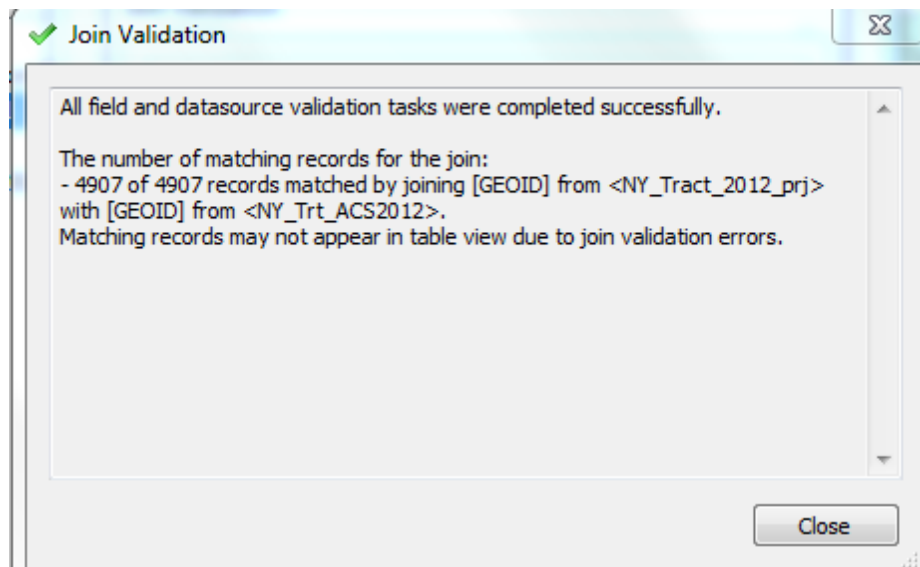 Join Validation
All field and datasource validation tasks were completed successfully.
The number of matching records for the join:
- 4907 of 4907 records matched by joining [GEOID] from <NY_Tract_2012_prj>
with [GEOID] from <NY_Trt_ACS2012>.
Matching records may not appear in table view due to join validation errors.
Close